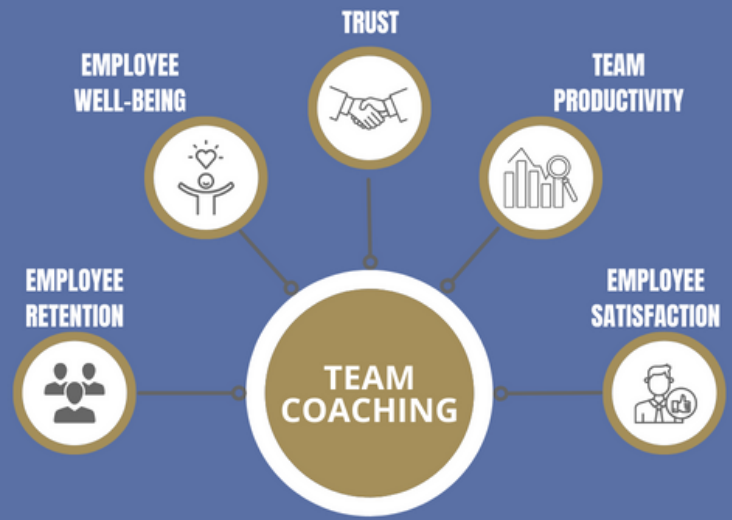 TRUST
EMPLOYEE
WELL-BEING
TEAM
PRODUCTIVITY
EMPLOYEE
RETENTION
EMPLOYEE
SATISFACTION
TEAM
COACHING